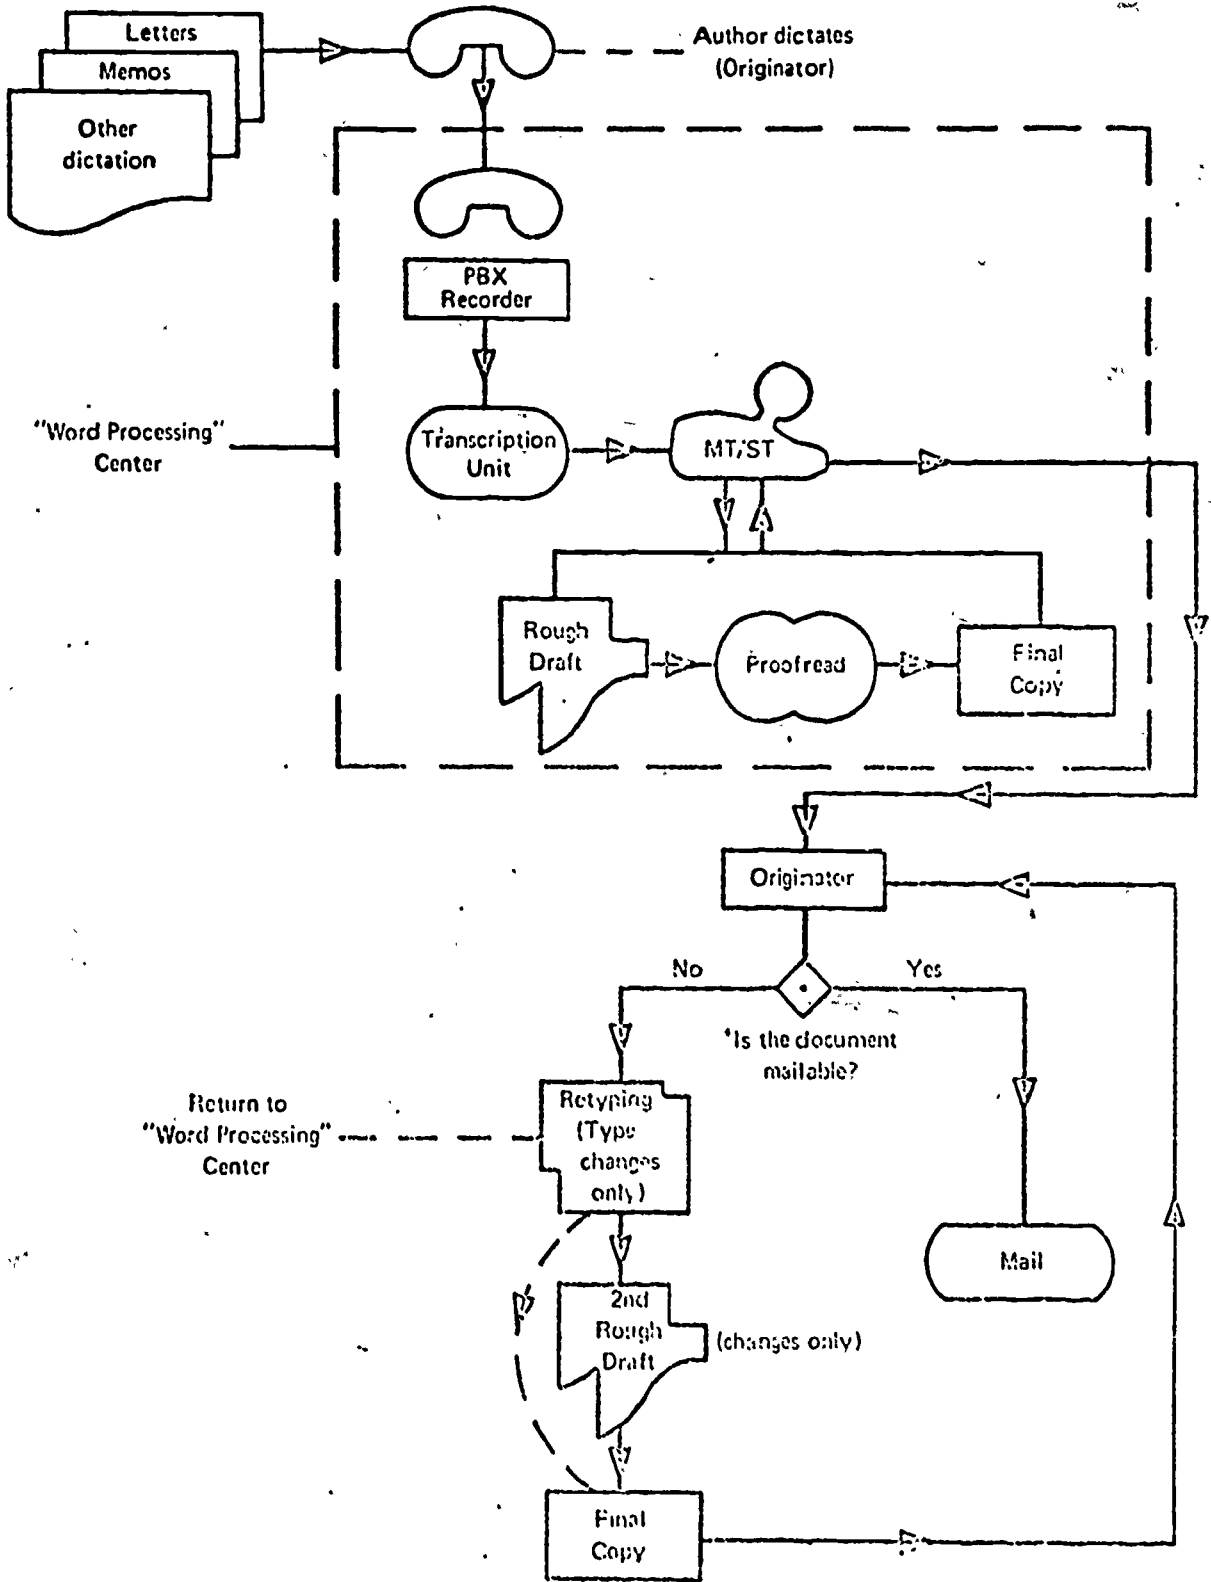 Letters
Memos
Other
dictation
Author dictates
(Originator)
PBX
Recorder
"Word Processing"
Center
Transcription
Unit
MT/ST
Rough
Draft
Proofread
Final
Copy
Originator
No
Yes
*Is the document
mailable?
Return to
"Word Processing"
Center
Retyping
(Type
changes
only)
Mail
2nd
Rough
Draft
(changes only)
Final
Copy